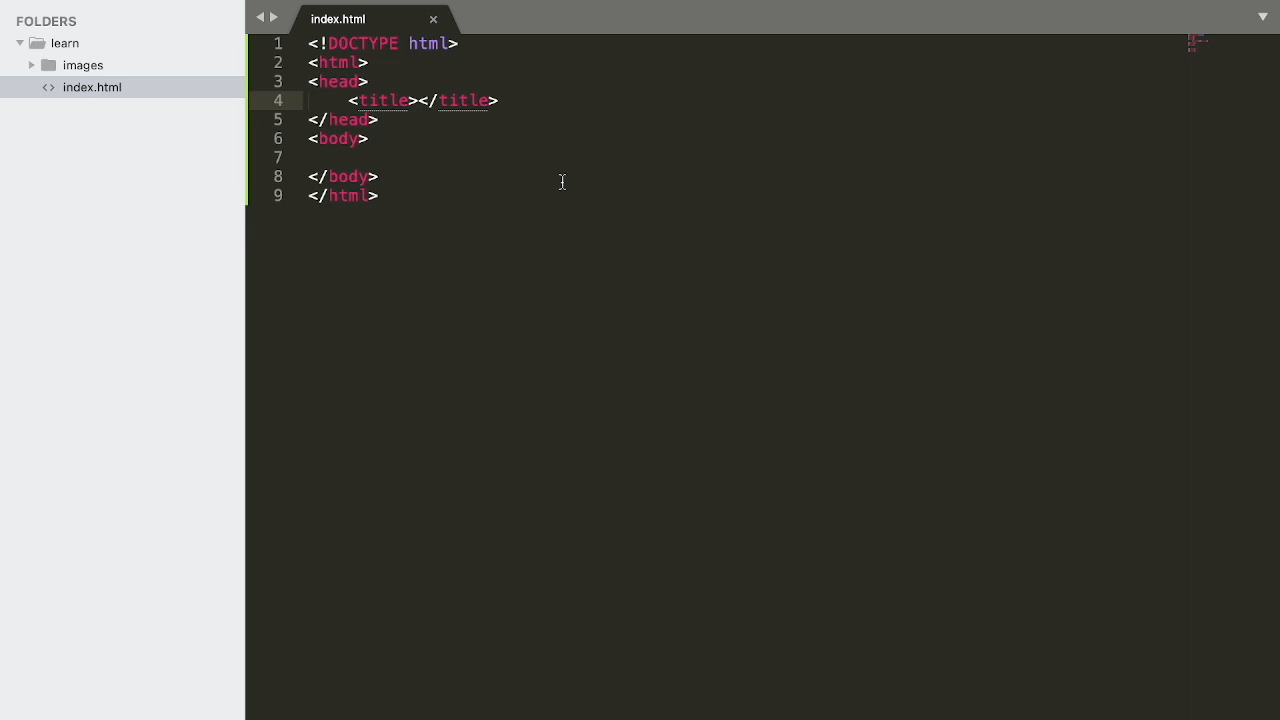 FOLDERS
learn
images
index.html
index.html
1 <!DOCTYPE html>
2 <html>
3 <head>
4     <title></title>
5 </head>
6 <body>
7
8 </body>
9 </html>